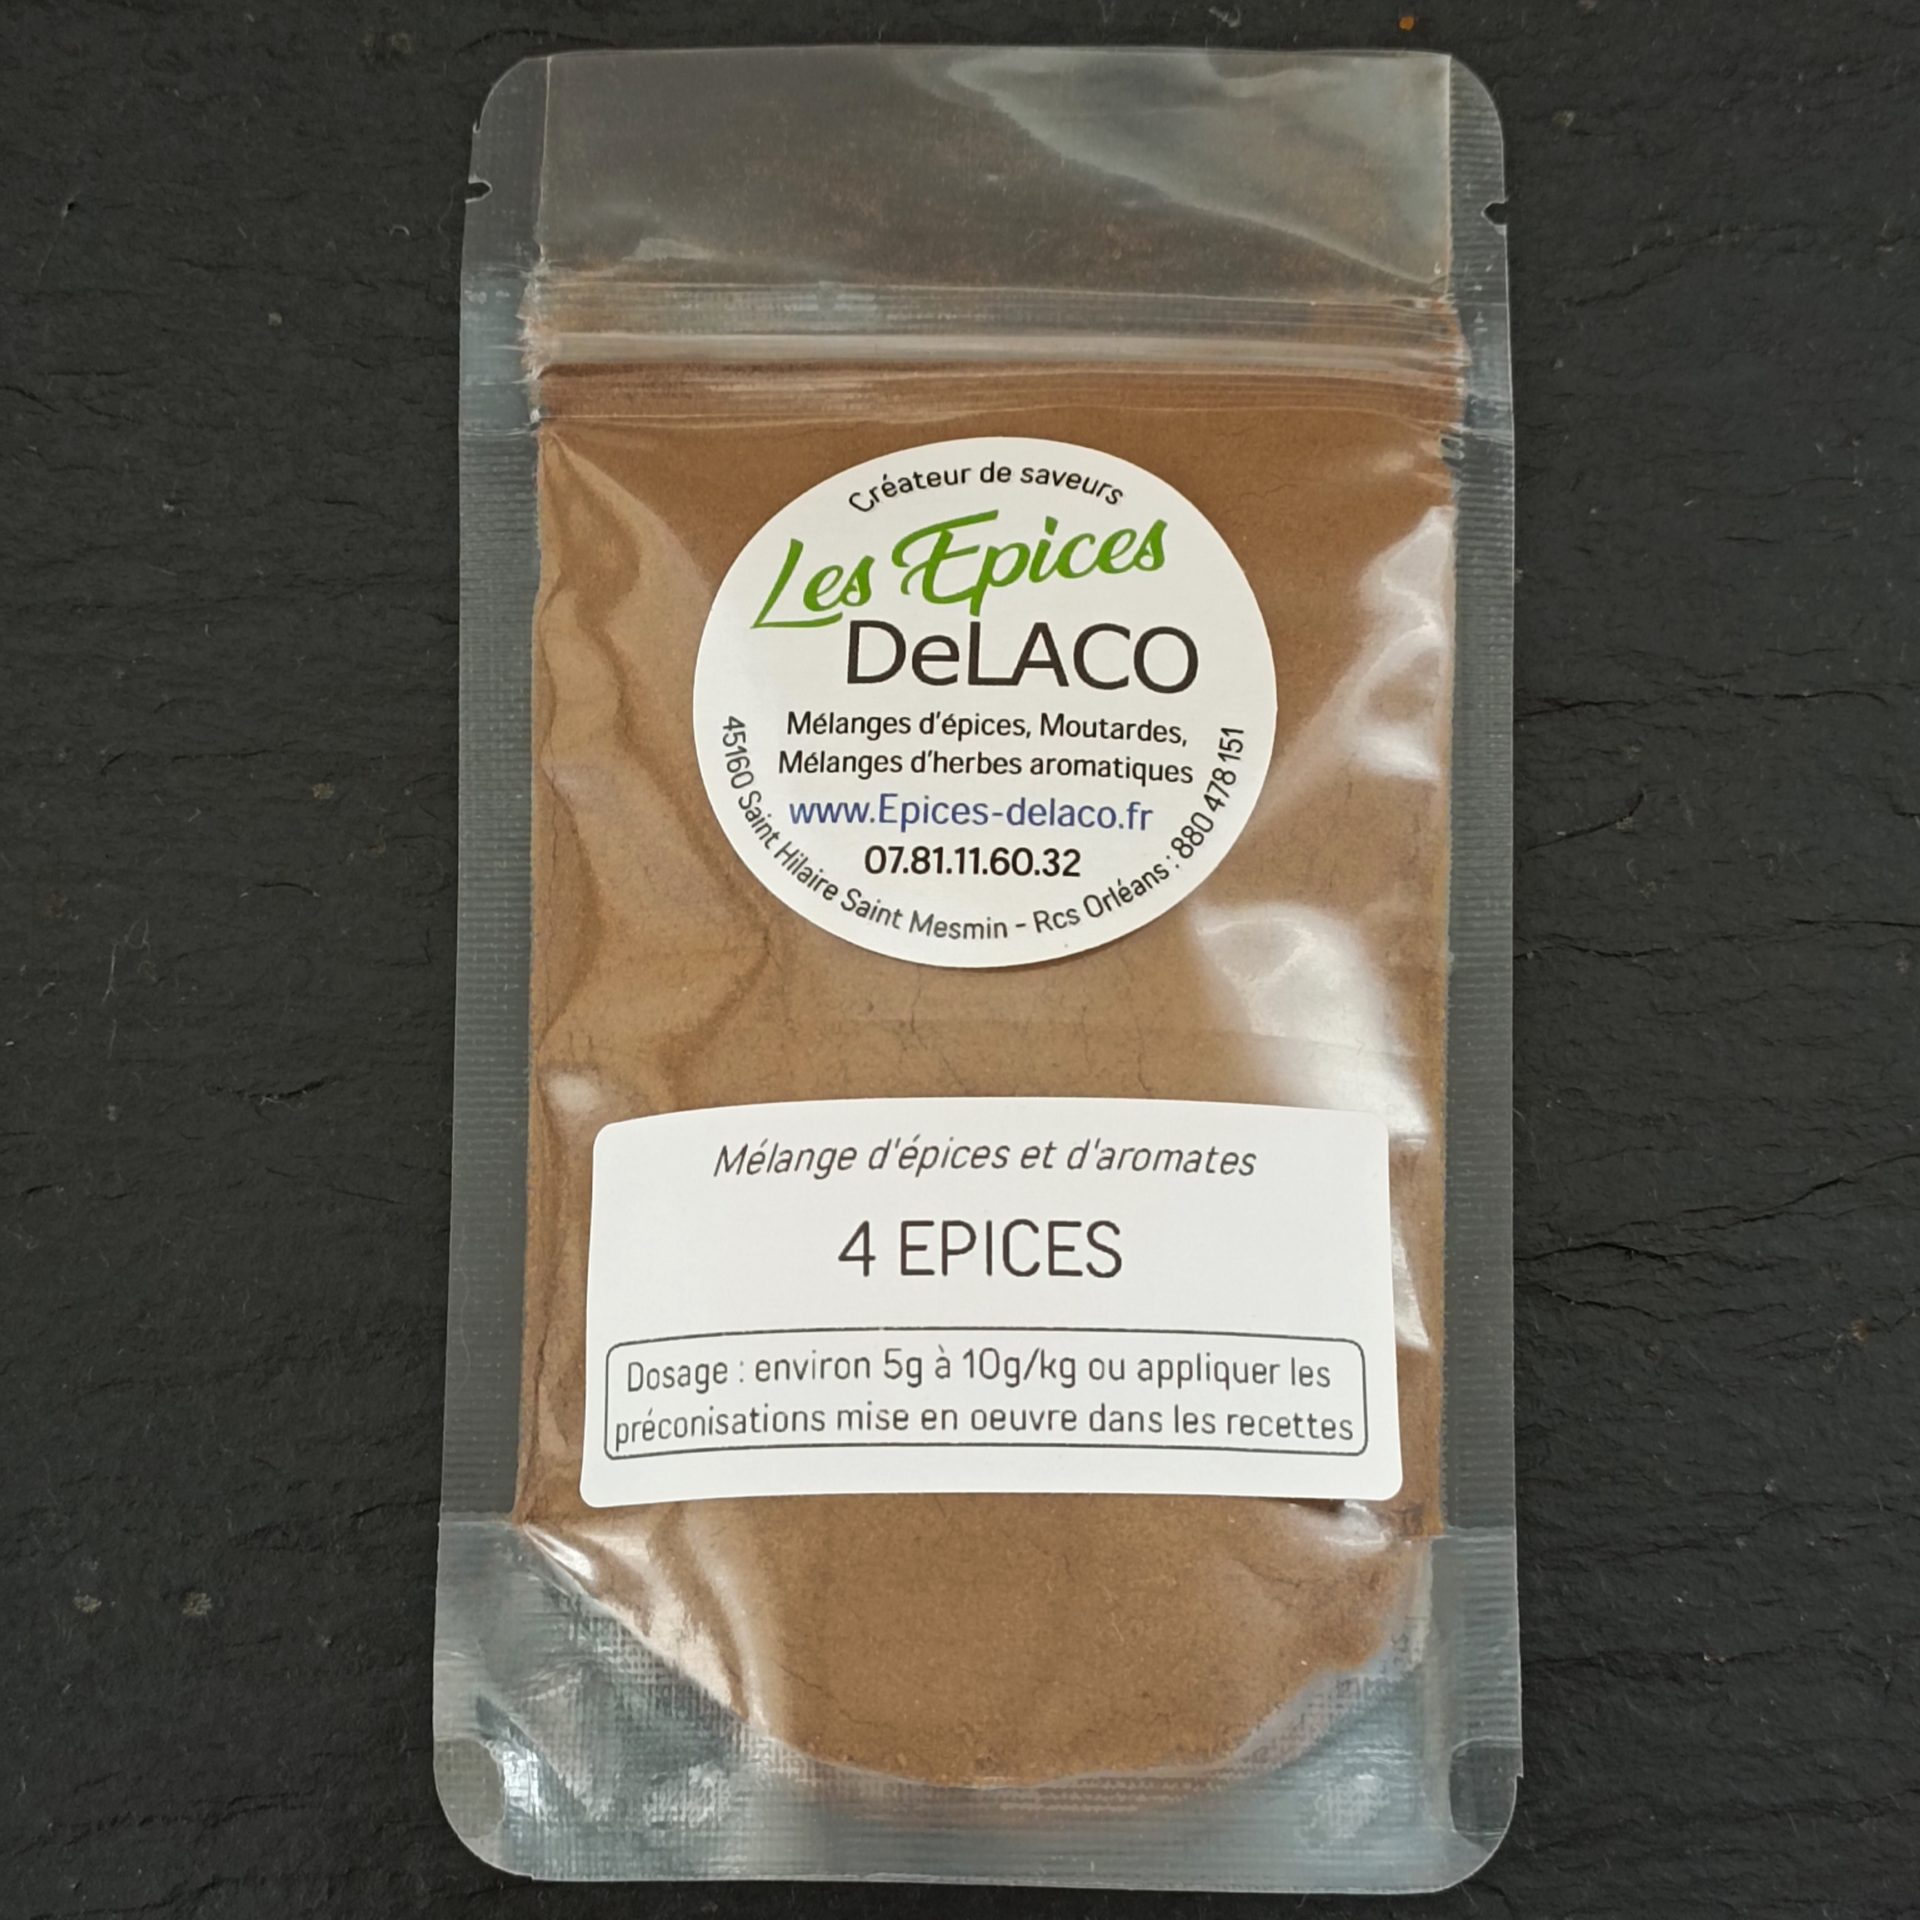 Créateur de saveurs
Les Epices
DeLACO
Mélanges d'épices, Moutardes,
Mélanges d'herbes aromatiques
www.Epices-delaco.fr
07.81.11.60.32
45160 Saint Hilaire Saint Mesmin - Rcs Orléans : 880 478 151
Mélange d'épices et d'aromates
4 EPICES
Dosage : environ 5g à 10g/kg ou appliquer les
préconisations mise en oeuvre dans les recettes